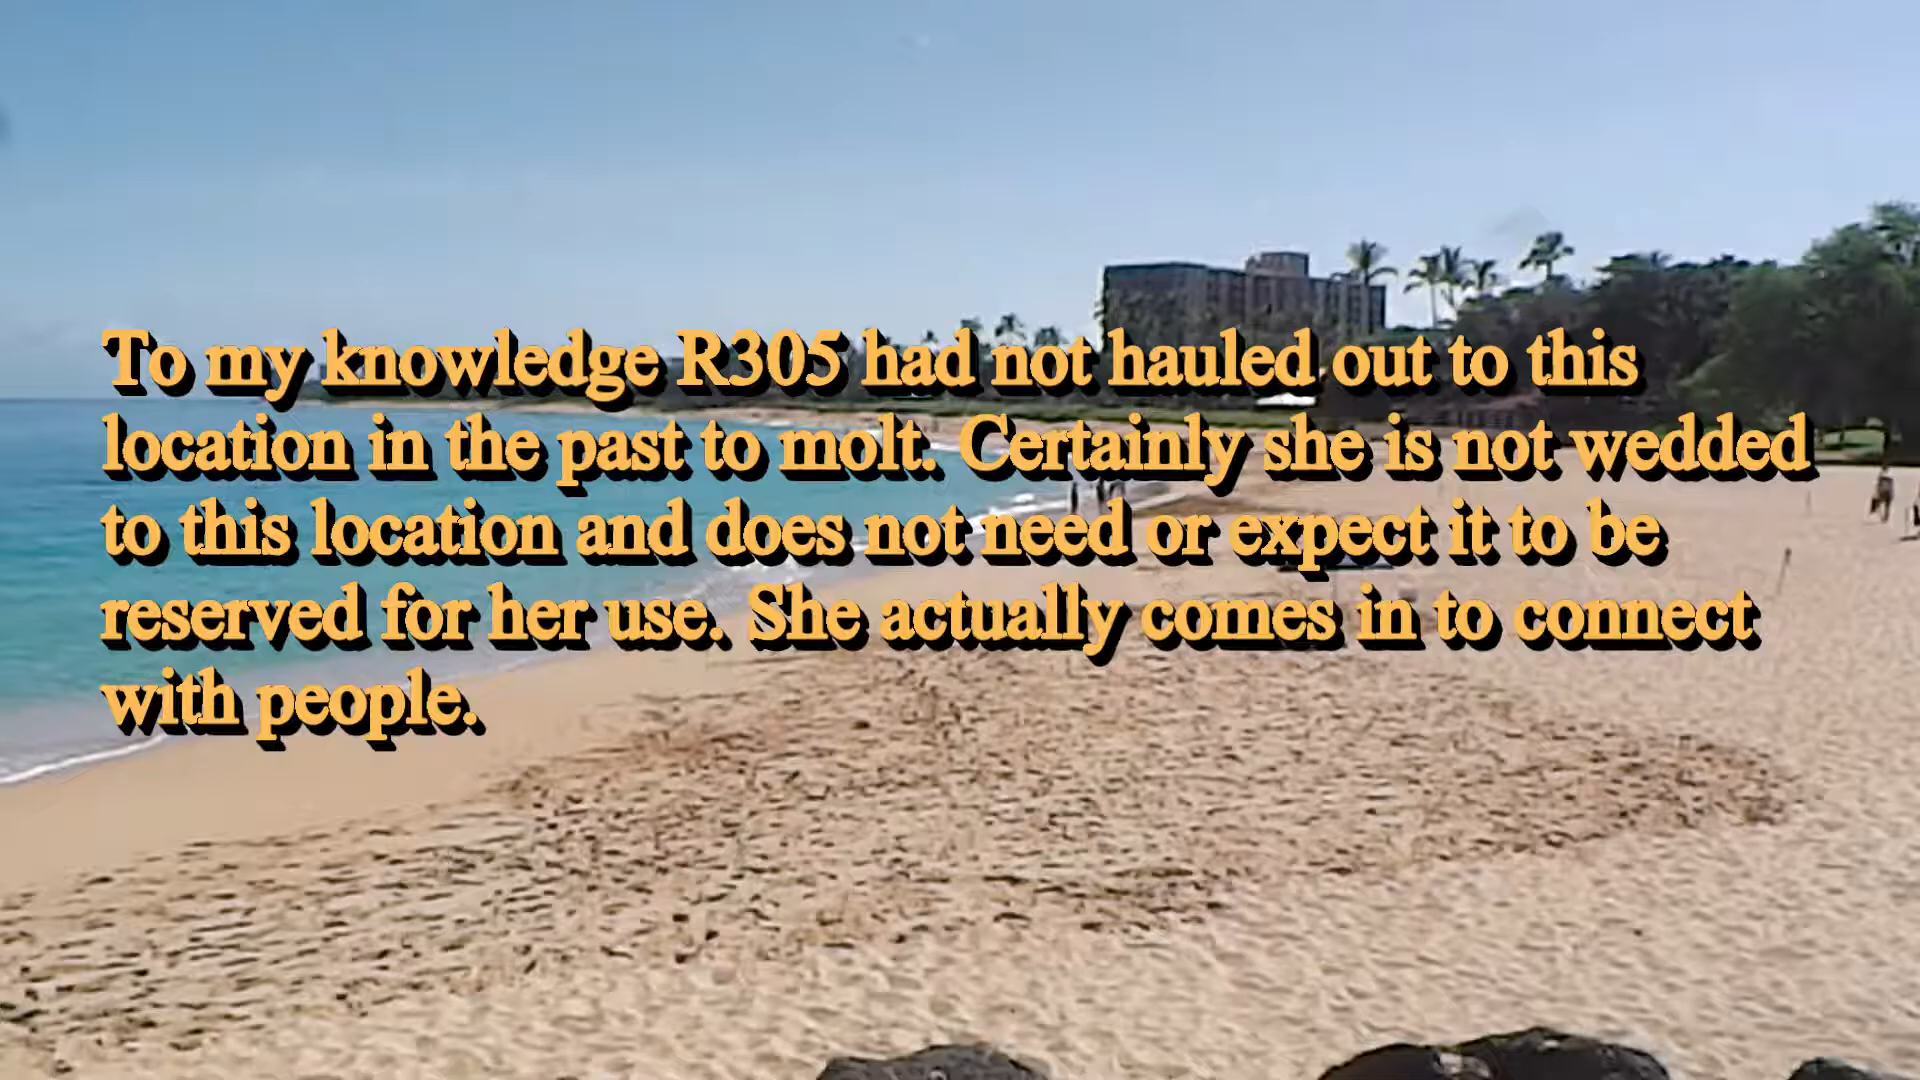 To my knowledge R305 had not hauled out to this
location in the past to molt. Certainly she is not wedded
to this location and does not need or expect it to be
reserved for her use. She actually comes in to connect
with people.